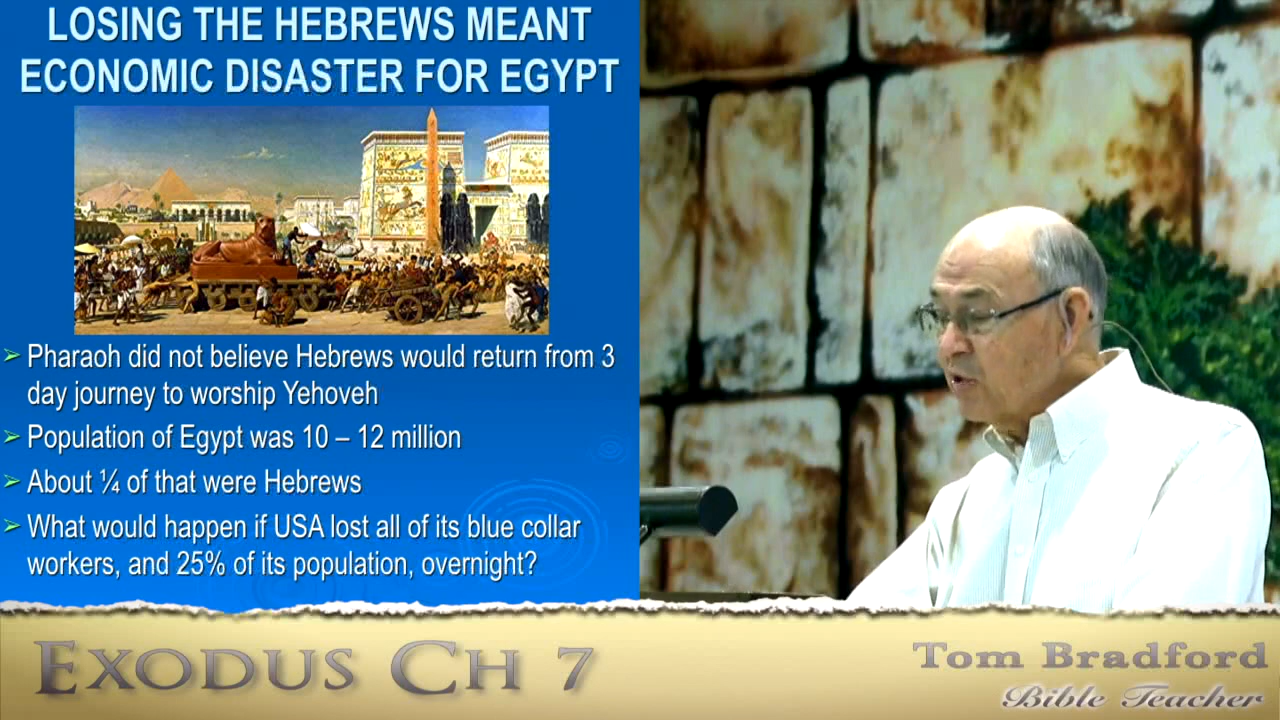 LOSING THE HEBREWS MEANT
ECONOMIC DISASTER FOR EGYPT
➢ Pharaoh did not believe Hebrews would return from 3
day journey to worship Yehoveh
➢ Population of Egypt was 10 – 12 million
➢ About ¼ of that were Hebrews
➢ What would happen if USA lost all of its blue collar
workers, and 25% of its population, overnight?
EXODUS CH 7
Tom Bradford
Bible Teacher